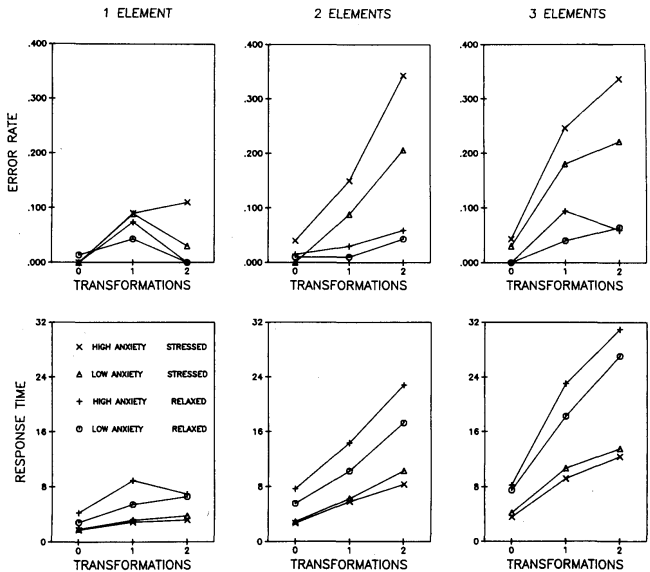 1 ELEMENT 2 ELEMENTS 3 ELEMENTS
ERROR RATE
.400 .400 .400
.300 .300 .300
.200 .200 .200
.100 .100 .100
.000 .000 .000
0 1 2 0 1 2 0 1 2
TRANSFORMATIONS TRANSFORMATIONS TRANSFORMATIONS
RESPONSE TIME
32 32 32
HIGH ANXIETY STRESSED
LOW ANXIETY STRESSED
24 24 24
HIGH ANXIETY RELAXED
LOW ANXIETY RELAXED
16 16 16
8 8 8
0 0 0
0 1 2 0 1 2 0 1 2
TRANSFORMATIONS TRANSFORMATIONS TRANSFORMATIONS